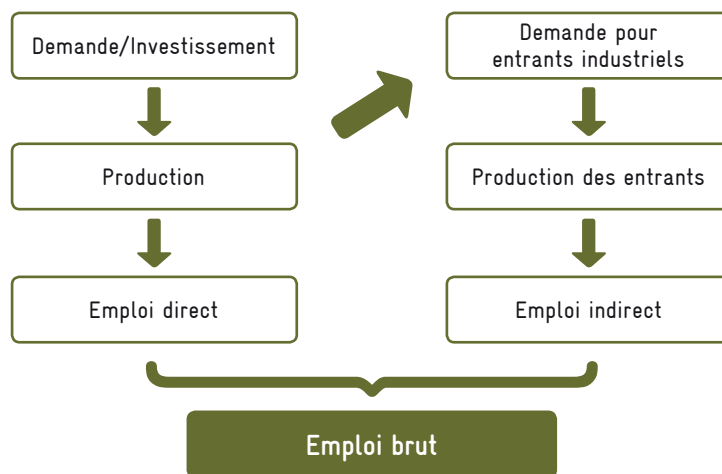 Demande/Investissement
Production
Emploi direct
Demande pour
entrants industriels
Production des entrants
Emploi indirect
Emploi brut